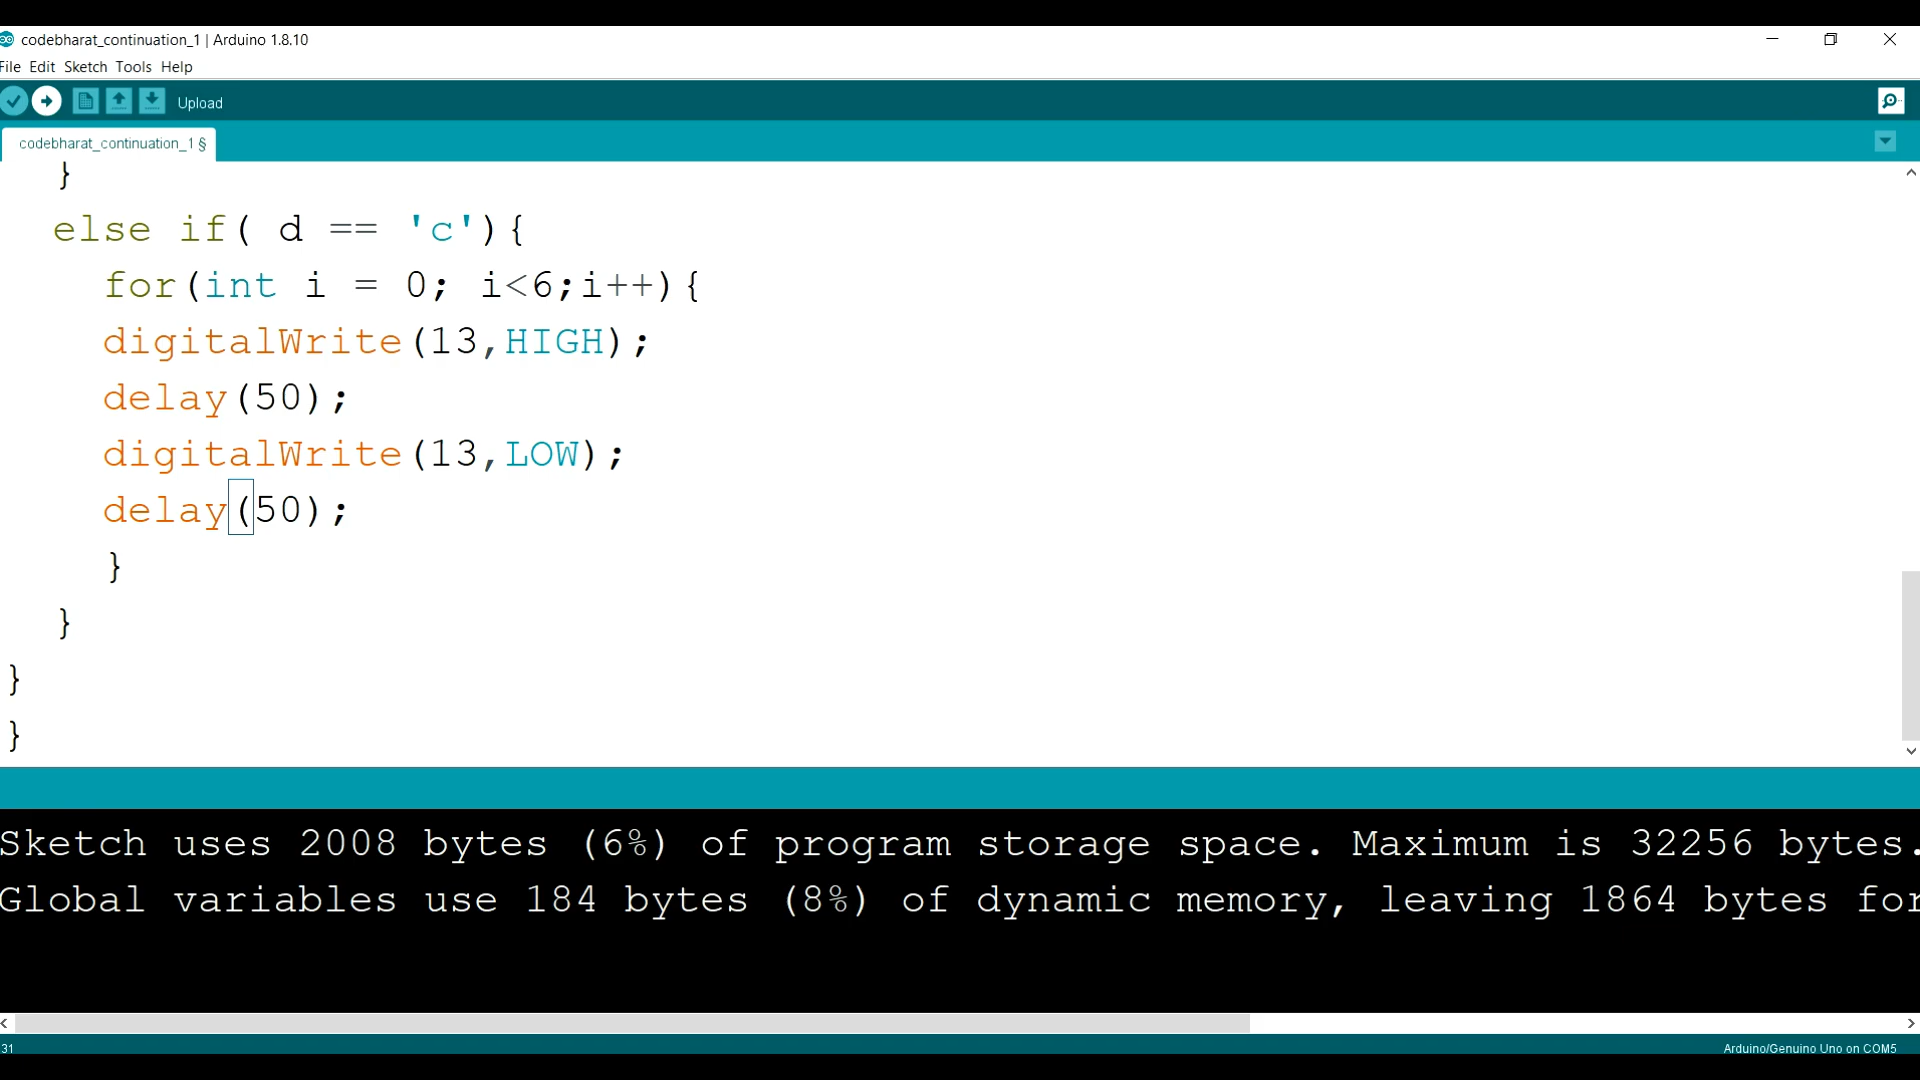 codebharat_continuation_1 | Arduino 1.8.10
File Edit Sketch Tools Help
Upload
codebharat_continuation_1 §
}
else if( d == 'c'){
for(int i = 0; i<6;i++){
digitalWrite(13,HIGH);
delay(50);
digitalWrite(13,LOW);
delay(50);
}
}
}
}
Sketch uses 2008 bytes (6%) of program storage space. Maximum is 32256 bytes.
Global variables use 184 bytes (8%) of dynamic memory, leaving 1864 bytes for
31
Arduino/Genuino Uno on COM5